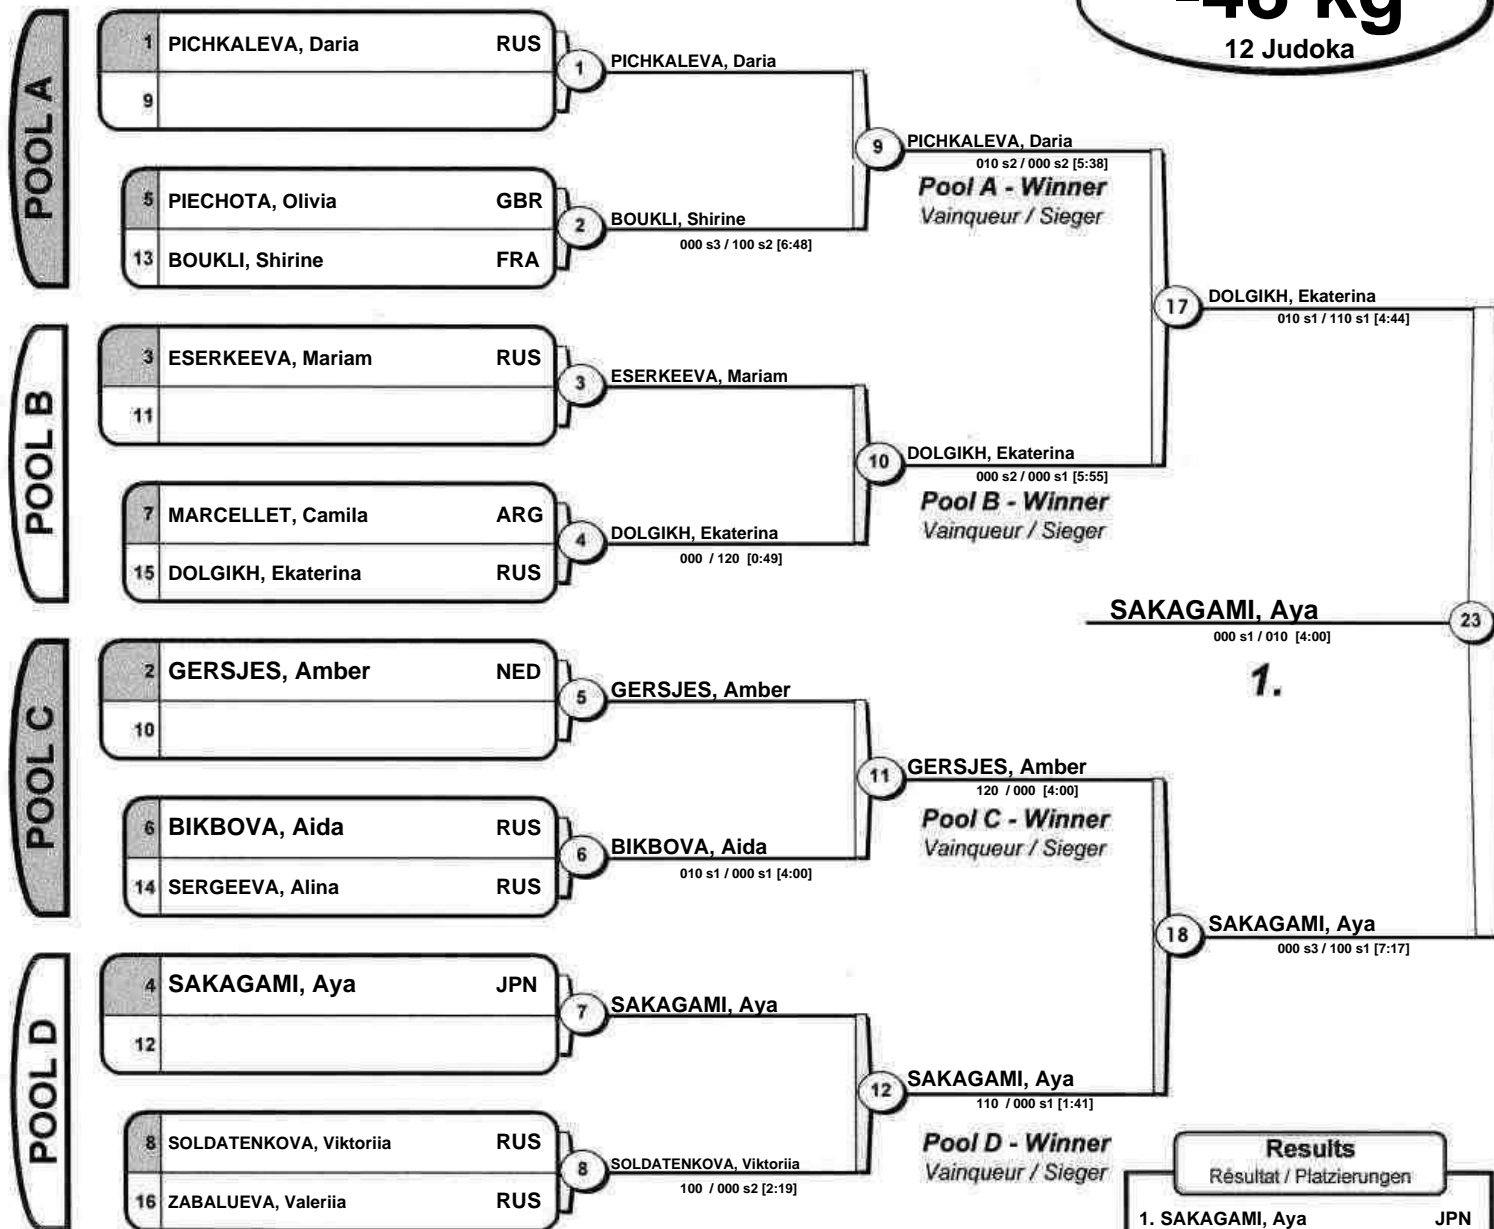 -48 kg
12 Judoka
POOL A
1 PICHKALEVA, Daria RUS
9
1
PICHKALEVA, Daria
5 PIECHOTA, Olivia GBR
13 BOUKLI, Shirine FRA
2
BOUKLI, Shirine
000 s3 / 100 s2 [6:48]
9
PICHKALEVA, Daria
010 s2 / 000 s2 [5:38]
Pool A - Winner
Vainqueur / Sieger
POOL B
3 ESERKEEVA, Mariam RUS
11
3
ESERKEEVA, Mariam
7 MARCELLET, Camila ARG
15 DOLGIKH, Ekaterina RUS
4
DOLGIKH, Ekaterina
000 / 120 [0:49]
10
DOLGIKH, Ekaterina
000 s2 / 000 s1 [5:55]
Pool B - Winner
Vainqueur / Sieger
17
DOLGIKH, Ekaterina
010 s1 / 110 s1 [4:44]
SAKAGAMI, Aya
000 s1 / 010 [4:00]
23
1.
POOL C
2 GERSJES, Amber NED
10
5
GERSJES, Amber
6 BIKBOVA, Aida RUS
14 SERGEEVA, Alina RUS
6
BIKBOVA, Aida
010 s1 / 000 s1 [4:00]
11
GERSJES, Amber
120 / 000 [4:00]
Pool C - Winner
Vainqueur / Sieger
18
SAKAGAMI, Aya
000 s3 / 100 s1 [7:17]
POOL D
4 SAKAGAMI, Aya JPN
12
7
SAKAGAMI, Aya
8 SOLDATENKOVA, Viktoriia RUS
16 ZABALUEVA, Valeriia RUS
8
SOLDATENKOVA, Viktoriia
100 / 000 s2 [2:19]
12
SAKAGAMI, Aya
110 / 000 s1 [1:41]
Pool D - Winner
Vainqueur / Sieger
Results
Résultat / Platzierungen
1. SAKAGAMI, Aya JPN